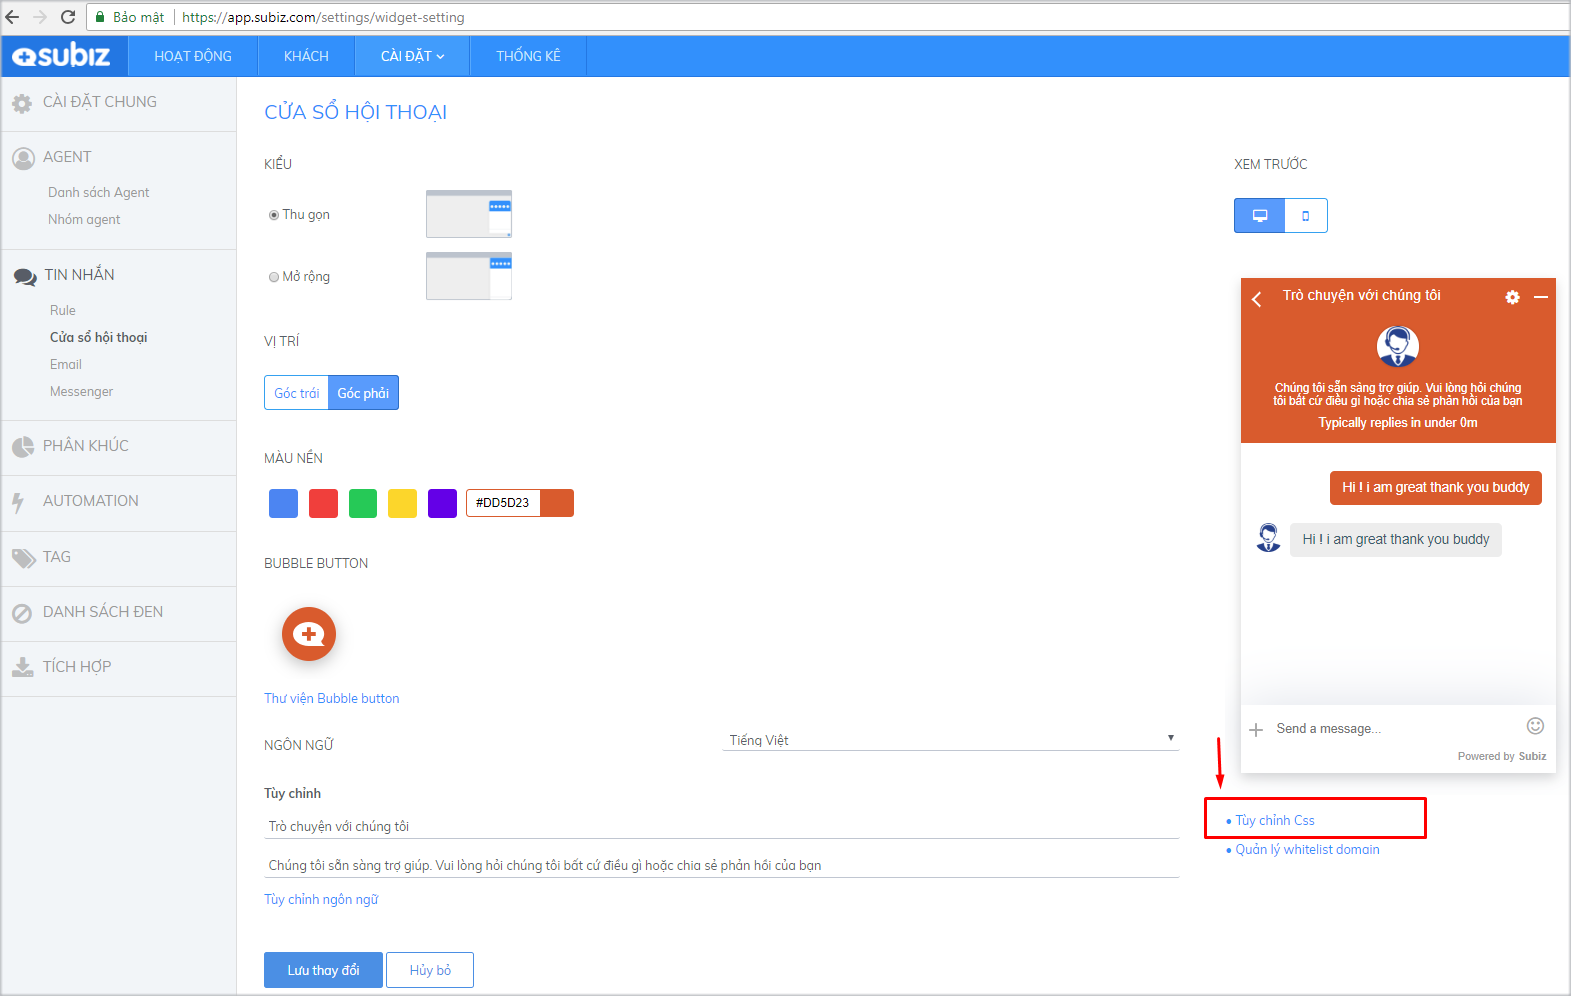 Bảo mật
https://app.subiz.com/settings/widget-setting
subiz
HOẠT ĐỘNG
KHÁCH
CÀI ĐẶT
THỐNG KÊ
CÀI ĐẶT CHUNG
AGENT
Danh sách Agent
Nhóm agent
TIN NHẮN
Rule
Cửa sổ hội thoại
Email
Messenger
PHÂN KHÚC
AUTOMATION
TAG
DANH SÁCH ĐEN
TÍCH HỢP
CỬA SỔ HỘI THOẠI
KIỂU
Thu gọn
Mở rộng
VỊ TRÍ
Góc trái
Góc phải
MÀU NỀN
#DD5D23
BUBBLE BUTTON
Thư viện Bubble button
NGÔN NGỮ
Tiếng Việt
Tùy chỉnh
Trò chuyện với chúng tôi
Chúng tôi sẵn sàng trợ giúp. Vui lòng hỏi chúng tôi bất cứ điều gì hoặc chia sẻ phản hồi của bạn
Tùy chỉnh ngôn ngữ
Lưu thay đổi
Hủy bỏ
XEM TRƯỚC
Trò chuyện với chúng tôi
Chúng tôi sẵn sàng trợ giúp. Vui lòng hỏi chúng
tôi bất cứ điều gì hoặc chia sẻ phản hồi của bạn
Typically replies in under 0m
Hi ! i am great thank you buddy
Hi ! i am great thank you buddy
Send a message...
Powered by Subiz
• Tùy chỉnh Css
• Quản lý whitelist domain